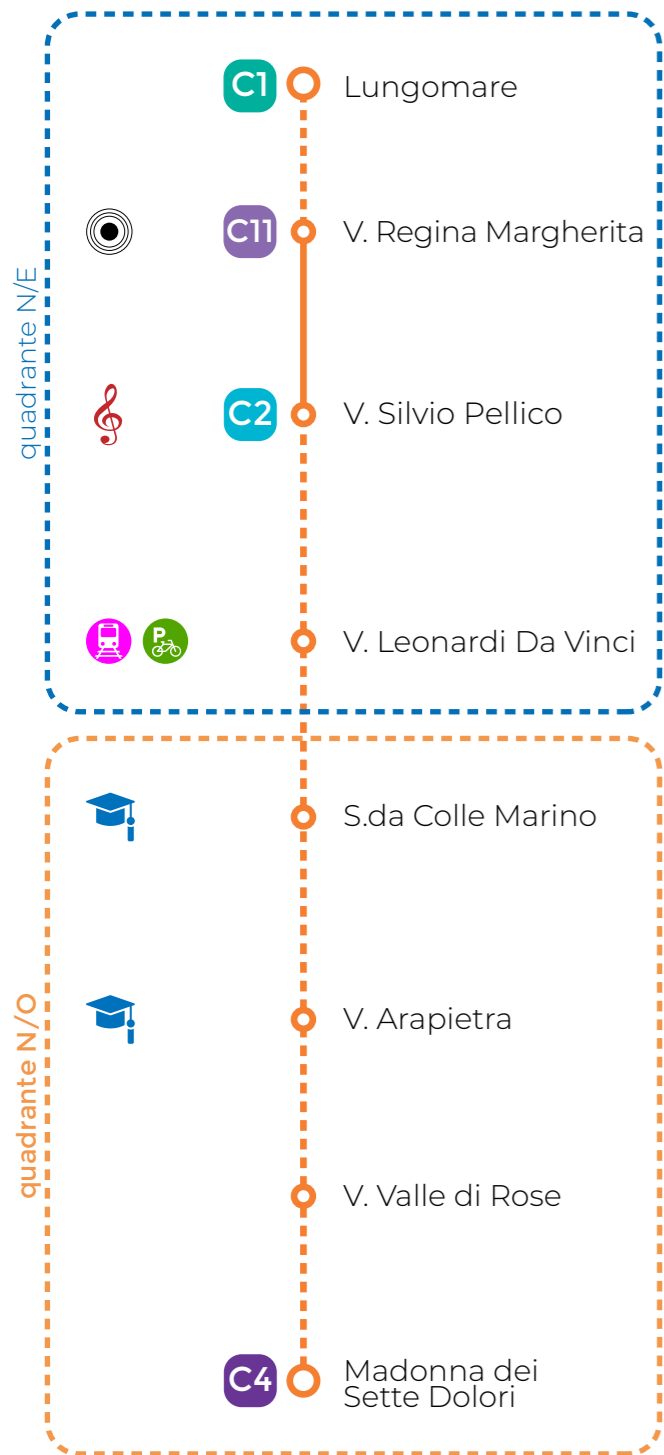 C1 Lungomare
C11 V. Regina Margherita
quadrante N/E
C2 V. Silvio Pellico
P
V. Leonardi Da Vinci
S.da Colle Marino
V. Arapietra
quadrante N/O
V. Valle di Rose
C4 Madonna dei
Sette Dolori